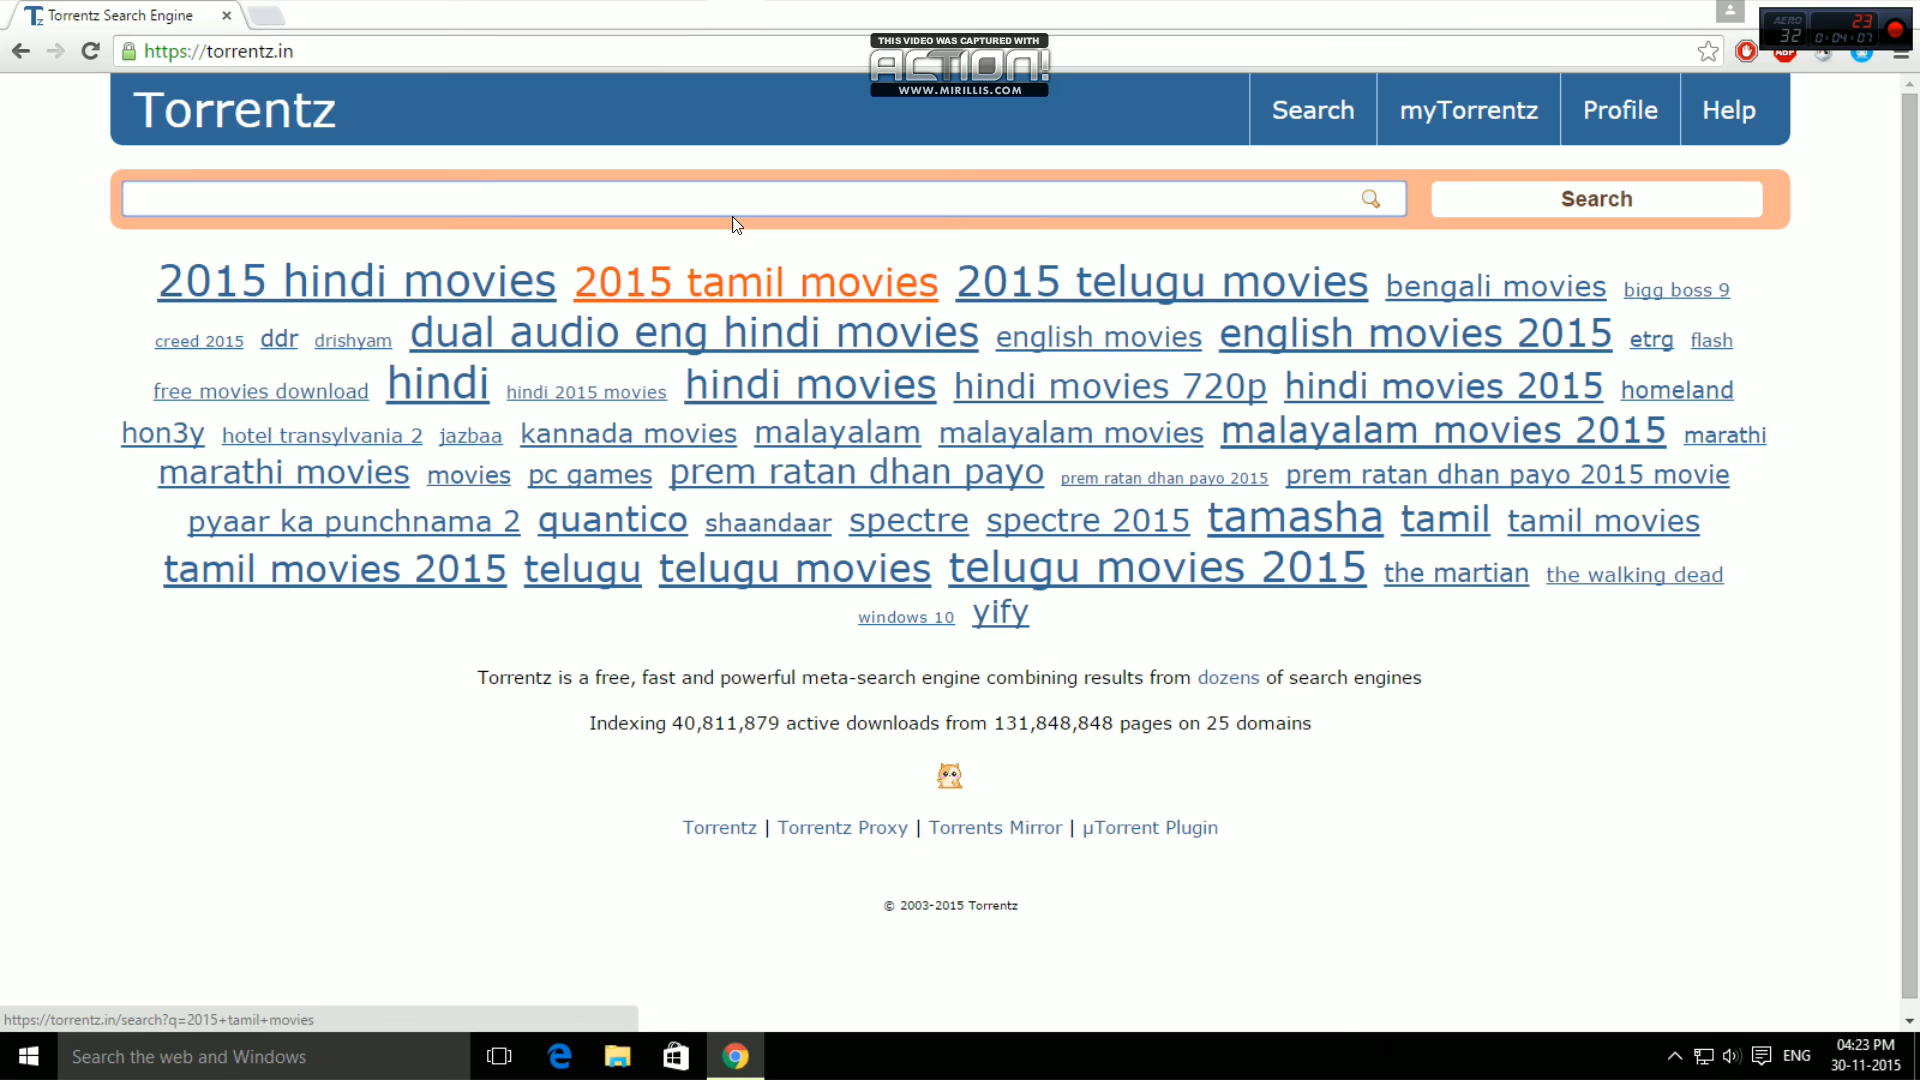 Torrentz Search Engine
https://torrentz.in
THIS VIDEO WAS CAPTURED WITH
ACTION!
WWW.MIRILLIS.COM
AERO
32
23
0:04:07
ABP
Torrentz
Search
myTorrentz
Profile
Help
Search
2015 hindi movies 2015 tamil movies 2015 telugu movies bengali movies bigg boss 9
creed 2015 ddr drishyam dual audio eng hindi movies english movies english movies 2015 etrg flash
free movies download hindi hindi 2015 movies hindi movies hindi movies 720p hindi movies 2015 homeland
hon3y hotel transylvania 2 jazbaa kannada movies malayalam malayalam movies malayalam movies 2015 marathi
marathi movies movies pc games prem ratan dhan payo prem ratan dhan payo 2015 prem ratan dhan payo 2015 movie
pyaar ka punchnama 2 quantico shaandaar spectre spectre 2015 tamasha tamil tamil movies
tamil movies 2015 telugu telugu movies telugu movies 2015 the martian the walking dead
windows 10 yify
Torrentz is a free, fast and powerful meta-search engine combining results from dozens of search engines
Indexing 40,811,879 active downloads from 131,848,848 pages on 25 domains
Torrentz | Torrentz Proxy | Torrents Mirror | µTorrent Plugin
© 2003-2015 Torrentz
https://torrentz.in/search?q=2015+tamil+movies
Search the web and Windows
ENG
04:23 PM
30-11-2015